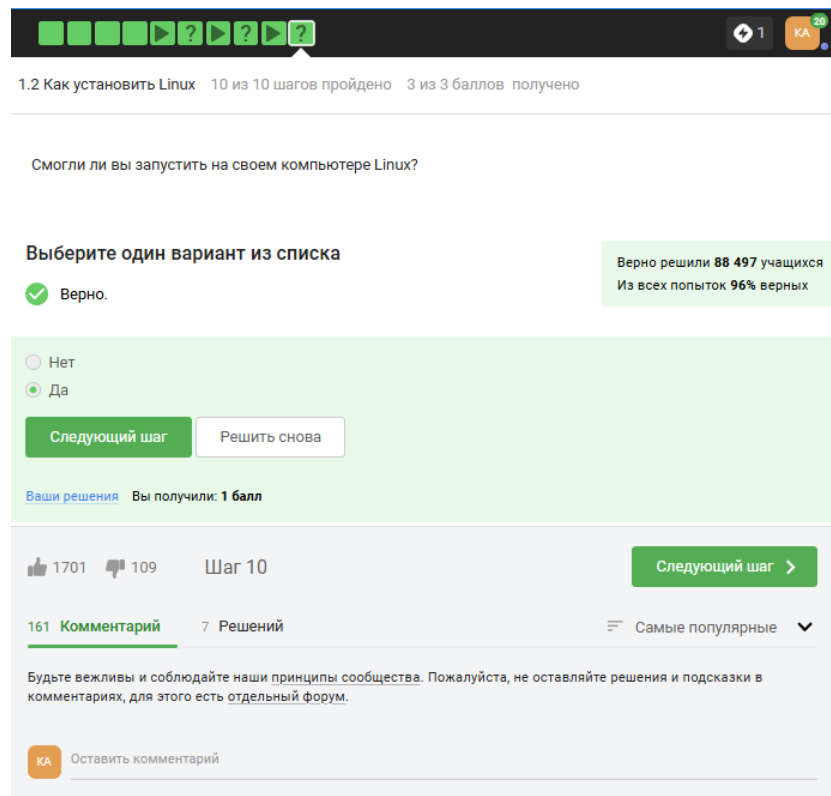 ? ? ?
1
КА
20
1.2 Как установить Linux 10 из 10 шагов пройдено 3 из 3 баллов получено
Смогли ли вы запустить на своем компьютере Linux?
Выберите один вариант из списка
Верно.
Верно решили 88 497 учащихся
Из всех попыток 96% верных
Нет
Да
Следующий шаг Решить снова
Ваши решения Вы получили: 1 балл
1701 109 Шаг 10 Следующий шаг
161 Комментарий 7 Решений Самые популярные
Будьте вежливы и соблюдайте наши принципы сообщества. Пожалуйста, не оставляйте решения и подсказки в
комментариях, для этого есть отдельный форум.
КА Оставить комментарий